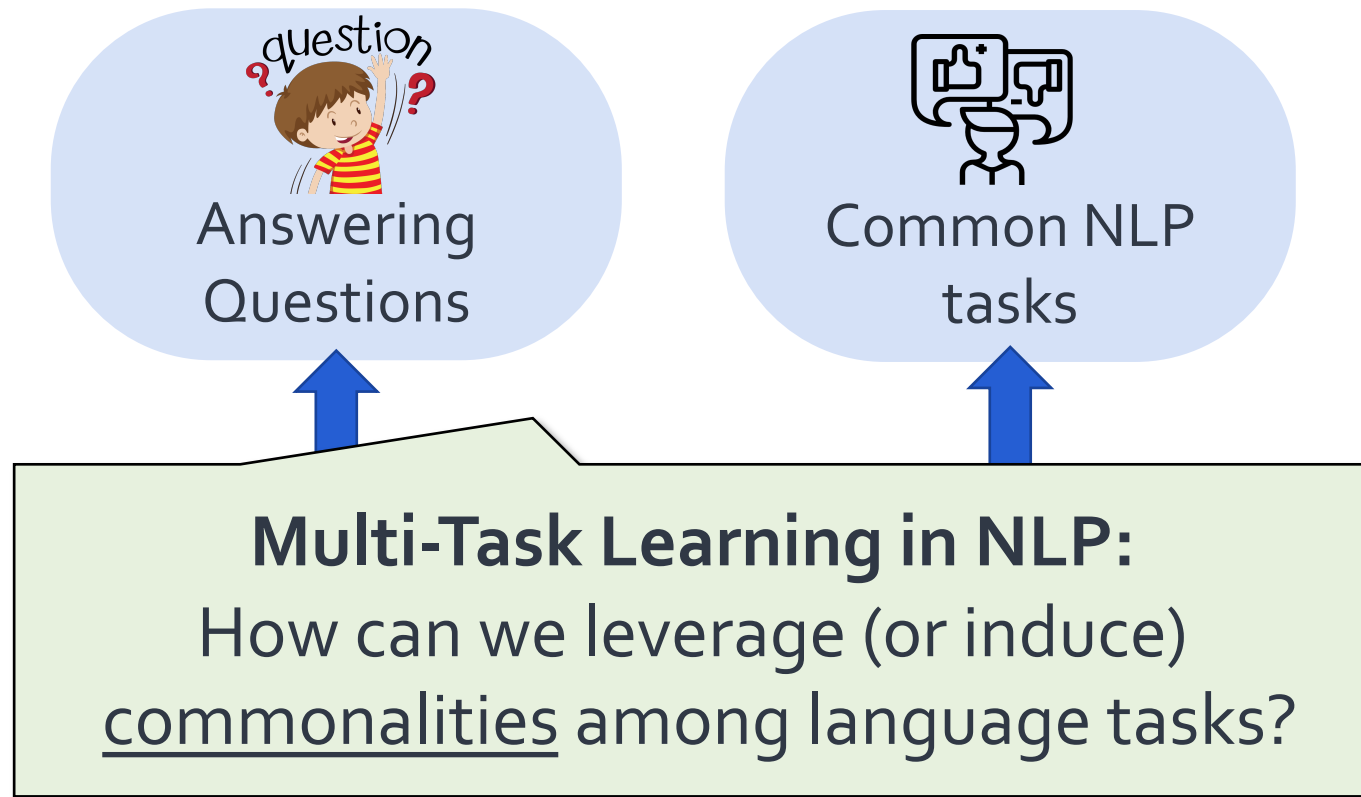 question
? ?
Answering
Questions
Common NLP
tasks
Multi-Task Learning in NLP:
How can we leverage (or induce)
commonalities among language tasks?